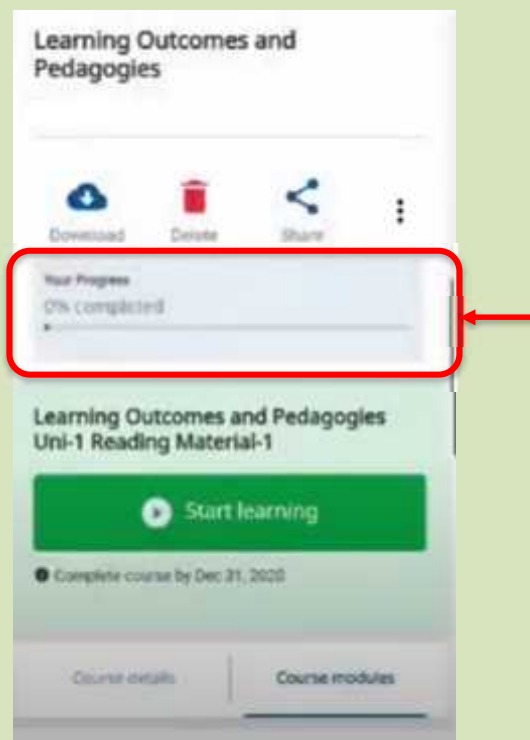 Learning Outcomes and
Pedagogies
Download Delete Share
Your Progress
0% completed
Learning Outcomes and Pedagogies
Uni-1 Reading Material-1
Start learning
Complete course by Dec 31, 2020
Course details Course modules